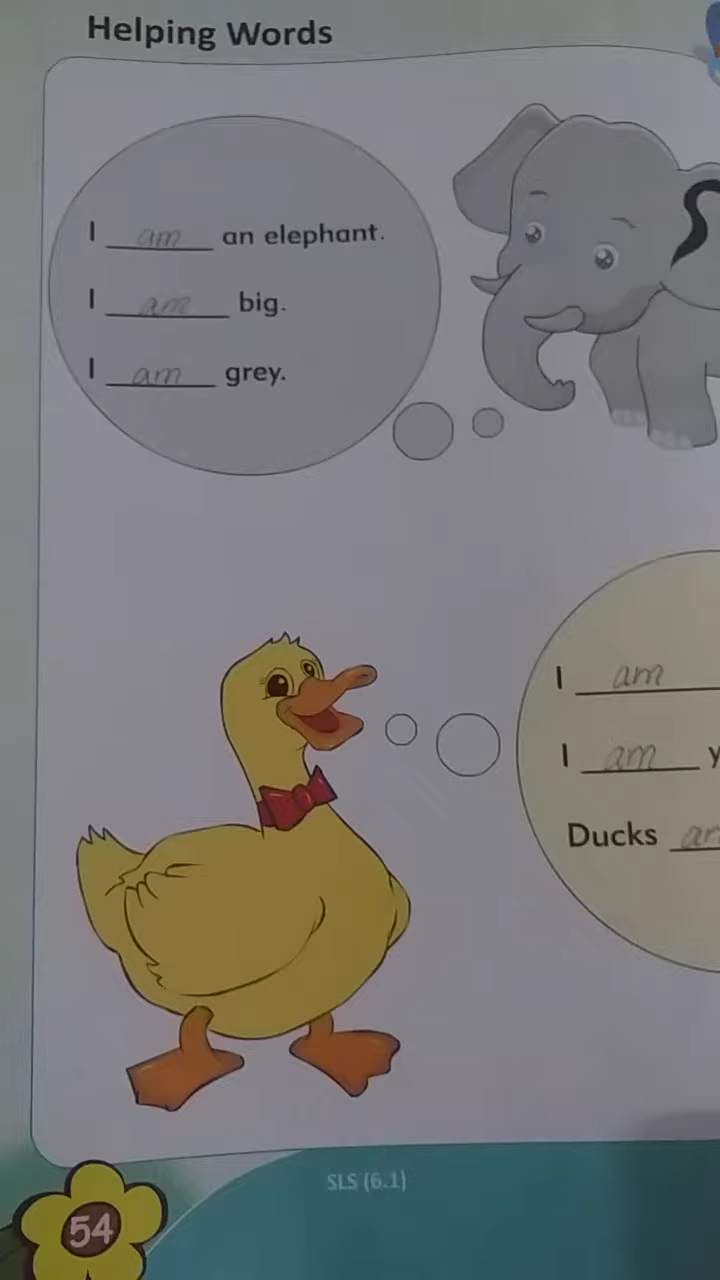 Helping Words
I am an elephant.
I am big.
I am grey.
I am
I am
Ducks
SLS (6.1)
54